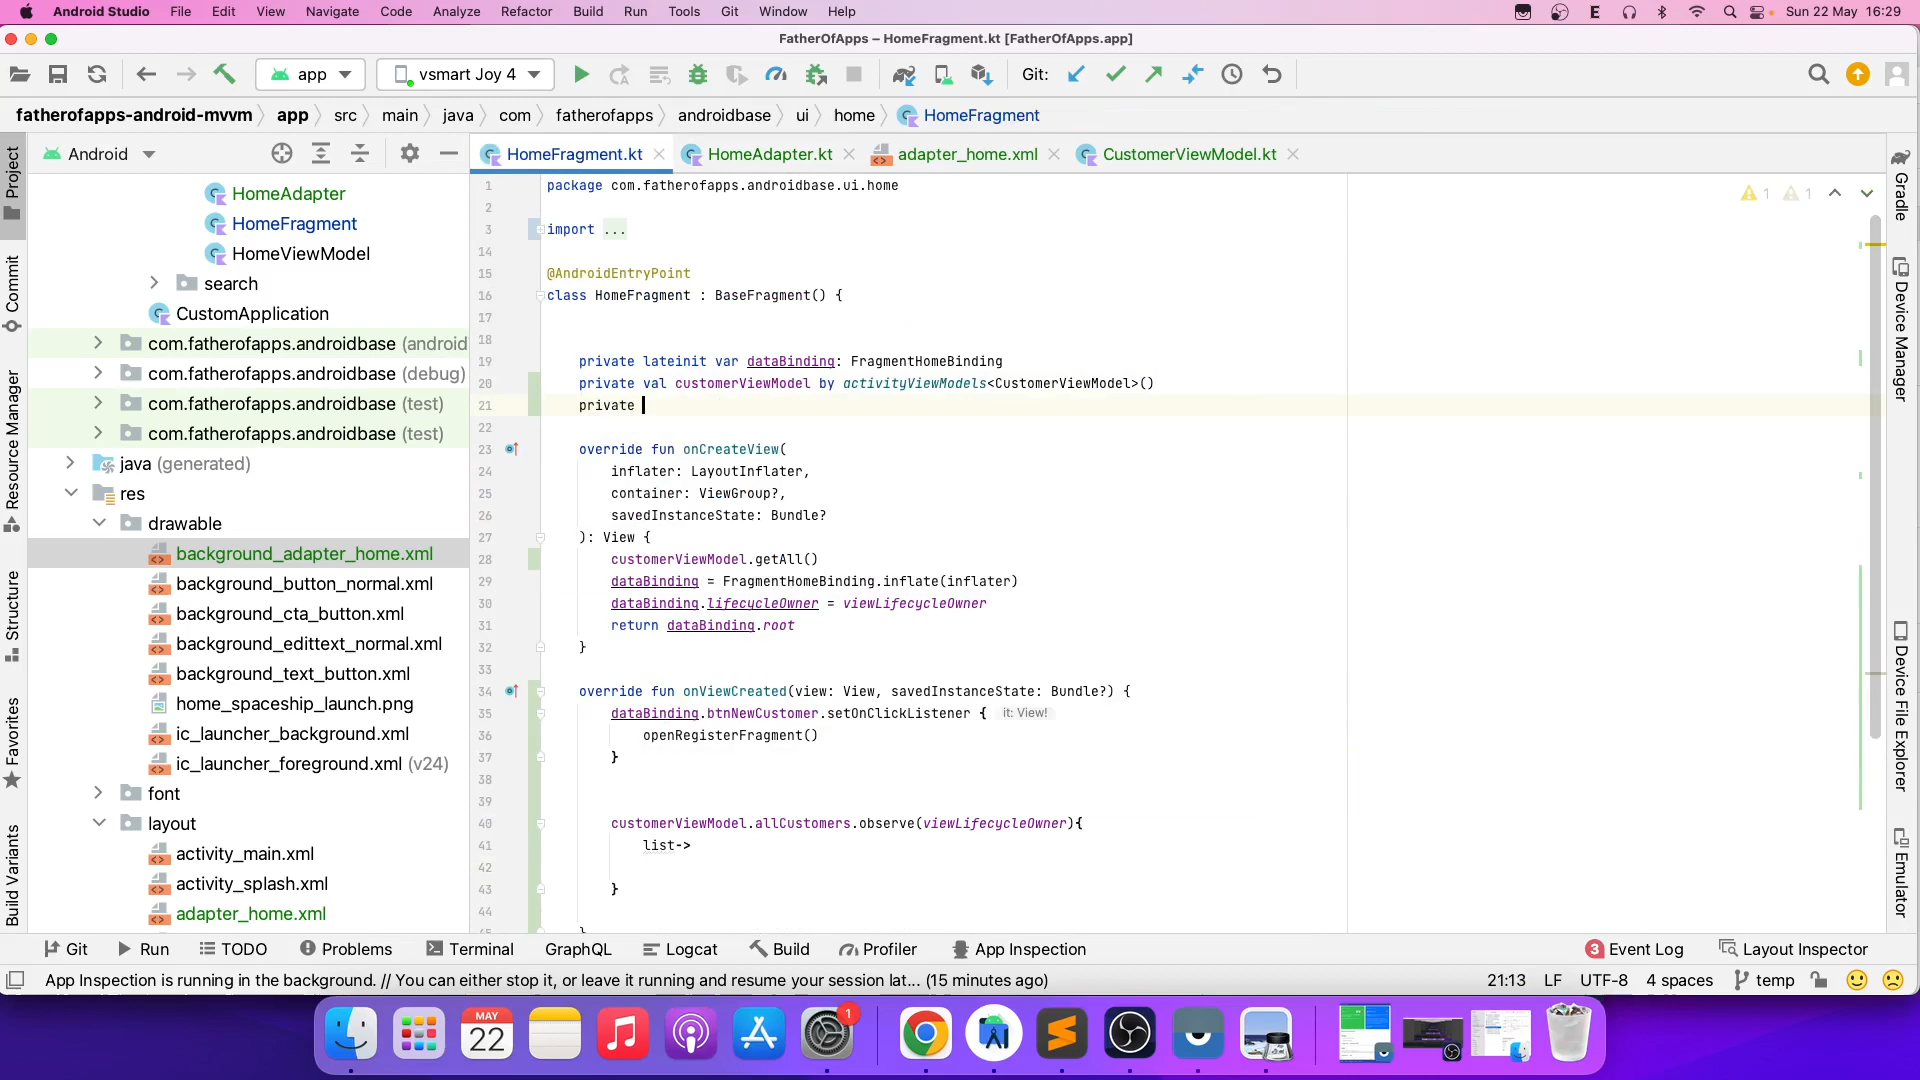 Android Studio File Edit View Navigate Code Analyze Refactor Build Run Tools Git Window Help E Sun 22 May 16:29
FatherOfApps – HomeFragment.kt [FatherOfApps.app]
app vsmart Joy 4 Git:
fatherofapps-android-mvvm app src main java com fatherofapps androidbase ui home HomeFragment
Android
HomeFragment.kt HomeAdapter.kt adapter_home.xml CustomerViewModel.kt
Project
Commit
Resource Manager
Structure
Favorites
Build Variants
HomeAdapter
HomeFragment
HomeViewModel
search
CustomApplication
com.fatherofapps.androidbase (android
com.fatherofapps.androidbase (debug)
com.fatherofapps.androidbase (test)
com.fatherofapps.androidbase (test)
java (generated)
res
drawable
background_adapter_home.xml
background_button_normal.xml
background_cta_button.xml
background_edittext_normal.xml
background_text_button.xml
home_spaceship_launch.png
ic_launcher_background.xml
ic_launcher_foreground.xml (v24)
font
layout
activity_main.xml
activity_splash.xml
adapter_home.xml
1 package com.fatherofapps.androidbase.ui.home
2
3 import ...
14
15 @AndroidEntryPoint
16 class HomeFragment : BaseFragment() {
17
18
19 private lateinit var dataBinding: FragmentHomeBinding
20 private val customerViewModel by activityViewModels<CustomerViewModel>()
21 private
22
23 override fun onCreateView(
24 inflater: LayoutInflater,
25 container: ViewGroup?,
26 savedInstanceState: Bundle?
27 ): View {
28 customerViewModel.getAll()
29 dataBinding = FragmentHomeBinding.inflate(inflater)
30 dataBinding.lifecycleOwner = viewLifecycleOwner
31 return dataBinding.root
32 }
33
34 override fun onViewCreated(view: View, savedInstanceState: Bundle?) {
35 dataBinding.btnNewCustomer.setOnClickListener { it: View!
36 openRegisterFragment()
37 }
38
39
40 customerViewModel.allCustomers.observe(viewLifecycleOwner){
41 list->
42
43 }
44
45 }
1 1
Gradle
Device Manager
Device File Explorer
Emulator
Git Run TODO Problems Terminal GraphQL Logcat Build Profiler App Inspection 3 Event Log Layout Inspector
App Inspection is running in the background. // You can either stop it, or leave it running and resume your session lat... (15 minutes ago) 21:13 LF UTF-8 4 spaces temp
MAY
22
1